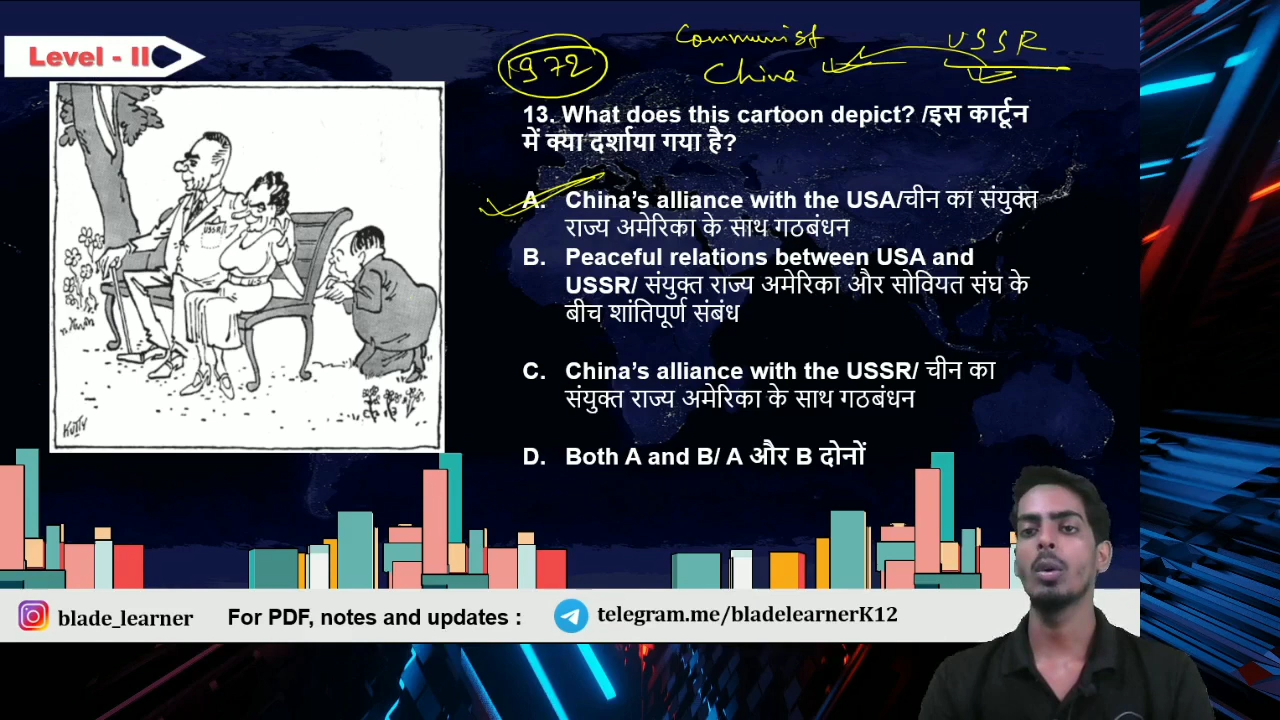 Level - II
1972
Communist
China
USSR
13. What does this cartoon depict? /इस कार्टून
में क्या दर्शाया गया है?
A. China's alliance with the USA/चीन का संयुक्त
राज्य अमेरिका के साथ गठबंधन
B. Peaceful relations between USA and
USSR/ संयुक्त राज्य अमेरिका और सोवियत संघ के
बीच शांतिपूर्ण संबंध
C. China's alliance with the USSR/ चीन का
संयुक्त राज्य अमेरिका के साथ गठबंधन
D. Both A and B/ A और B दोनों
USSR
KUTTY
blade_learner
For PDF, notes and updates :
telegram.me/bladelearnerK12